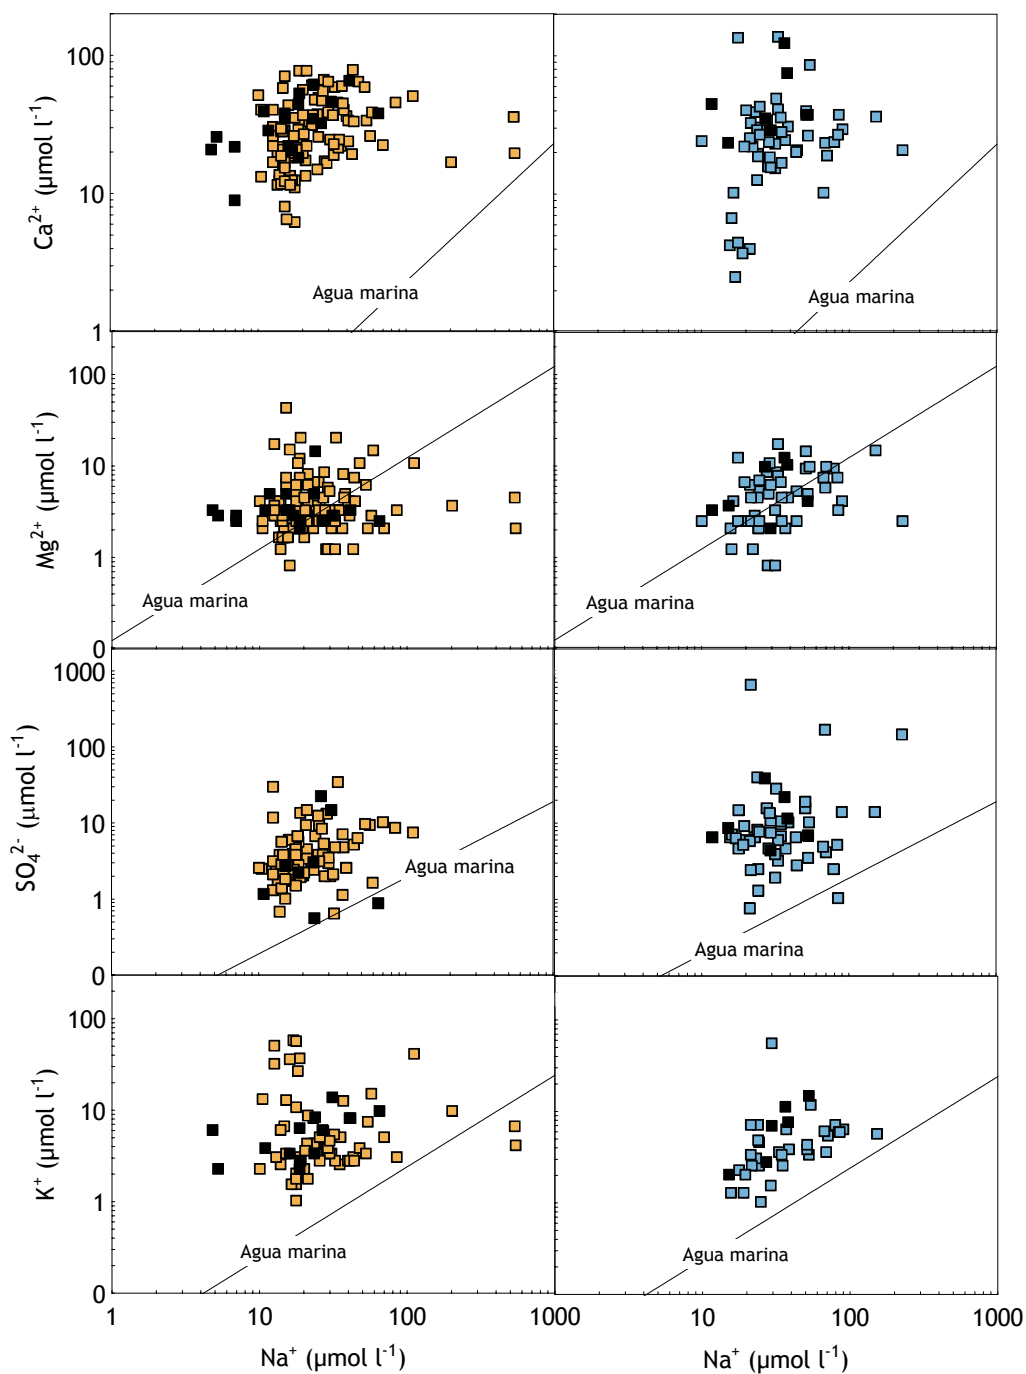 100
10
1
Ca²⁺ (µmol l⁻¹)
Agua marina
Agua marina
100
10
1
0
Mg²⁺ (µmol l⁻¹)
Agua marina
Agua marina
1000
100
10
1
0
SO₄²⁻ (µmol l⁻¹)
Agua marina
Agua marina
100
10
1
0
K⁺ (µmol l⁻¹)
Agua marina
Agua marina
1 10 100 1000 10 100 1000
Na⁺ (µmol l⁻¹) Na⁺ (µmol l⁻¹)